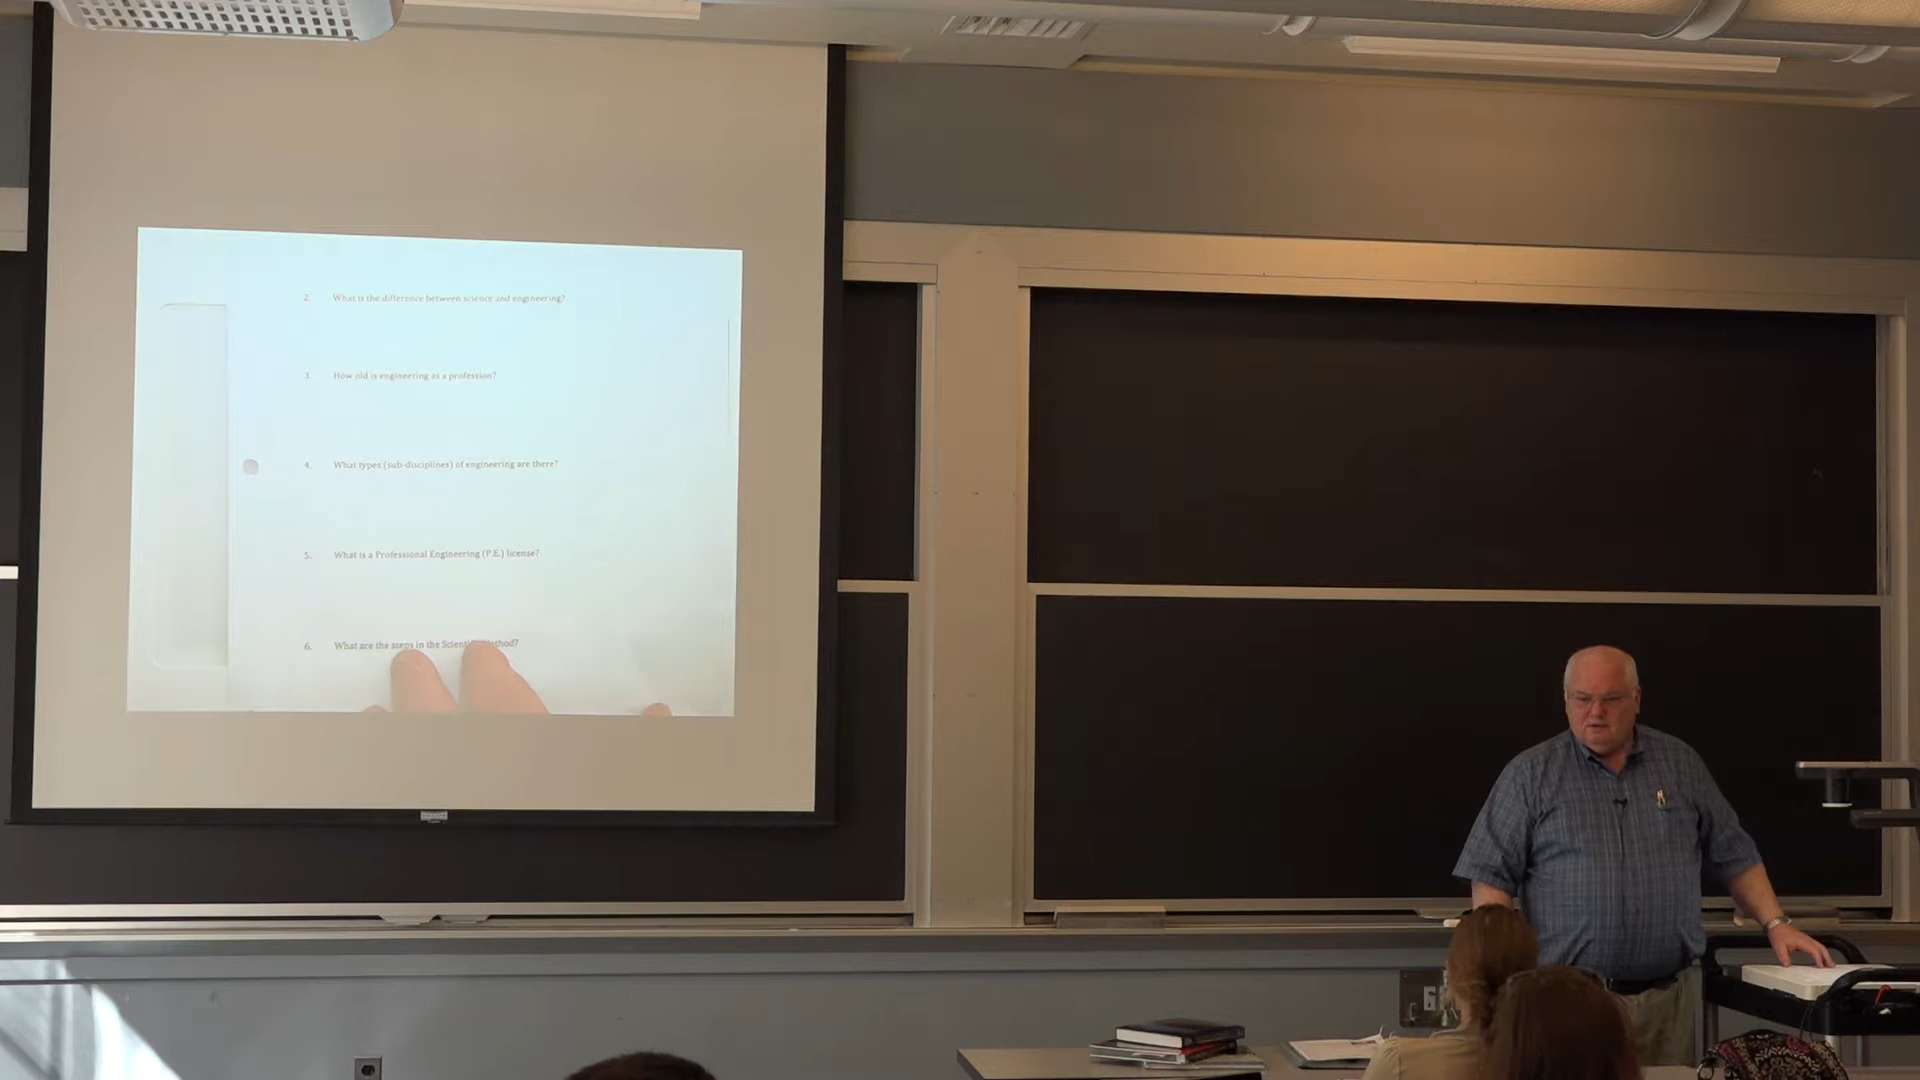 2. What is the difference between science and engineering?
3. How old is engineering as a profession?
4. What types (sub-disciplines) of engineering are there?
5. What is a Professional Engineering (P.E.) license?
6. What are the steps in the